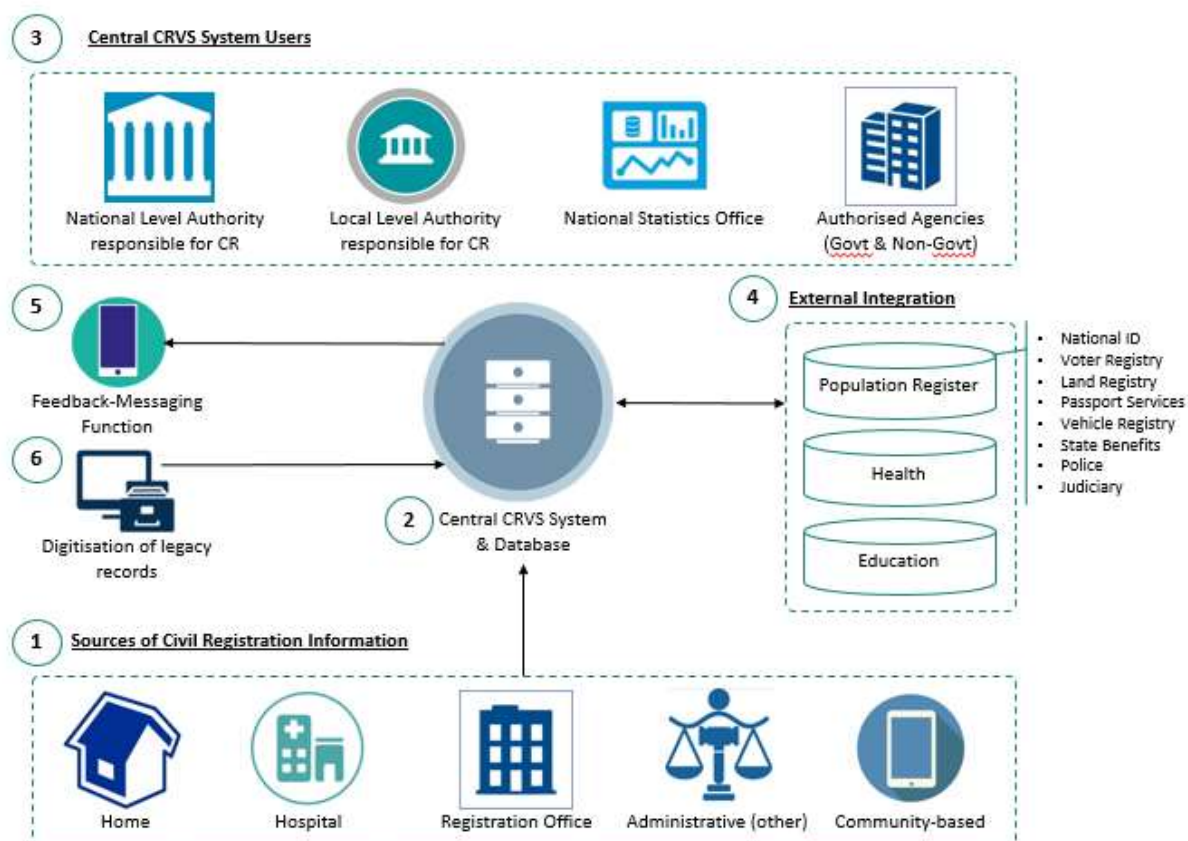 3 Central CRVS System Users
National Level Authority
responsible for CR
Local Level Authority
responsible for CR
National Statistics Office
Authorised Agencies
(Govt & Non-Govt)
5
Feedback-Messaging
Function
6
Digitisation of legacy
records
2 Central CRVS System
& Database
4 External Integration
Population Register
Health
Education
• National ID
• Voter Registry
• Land Registry
• Passport Services
• Vehicle Registry
• State Benefits
• Police
• Judiciary
1 Sources of Civil Registration Information
Home
Hospital
Registration Office
Administrative (other)
Community-based